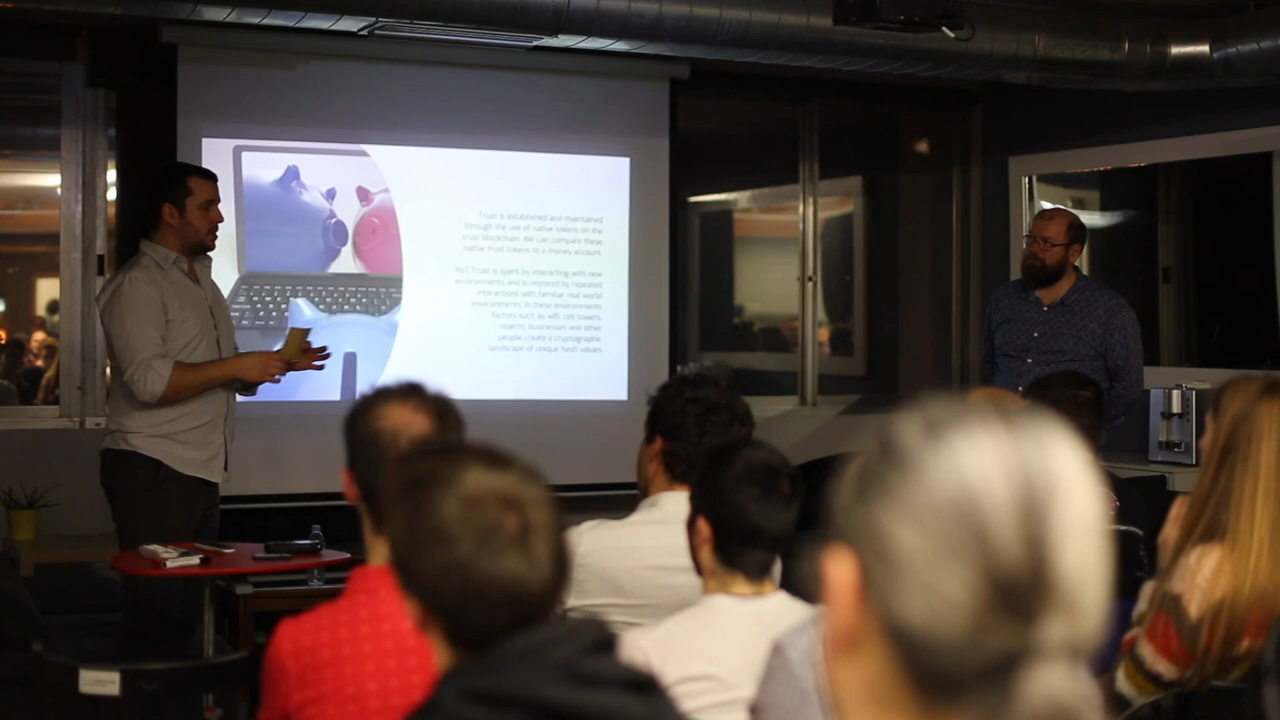 Trust is established and maintained
through the use of native tokens on the
trust blockchain. We can compare these
native trust tokens to a money account.
PoT Trust is spent by interacting with new
environments and is restored by repeated
interactions with familiar real world
environments. In these environments
factors such as wifi, cell towers,
objects, businesses and other
people create a cryptographic
landscape of unique hash values.